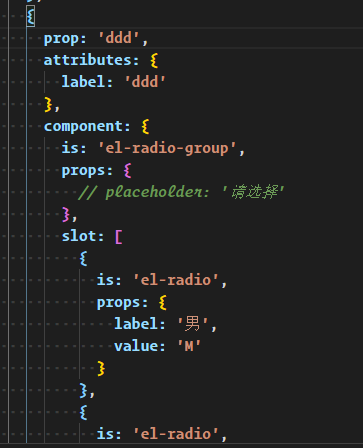 {
prop: 'ddd',
attributes: {
label: 'ddd'
},
component: {
is: 'el-radio-group',
props: {
// placeholder: '请选择'
},
slot: [
{
is: 'el-radio',
props: {
label: '男',
value: 'M'
}
},
{
is: 'el-radio',